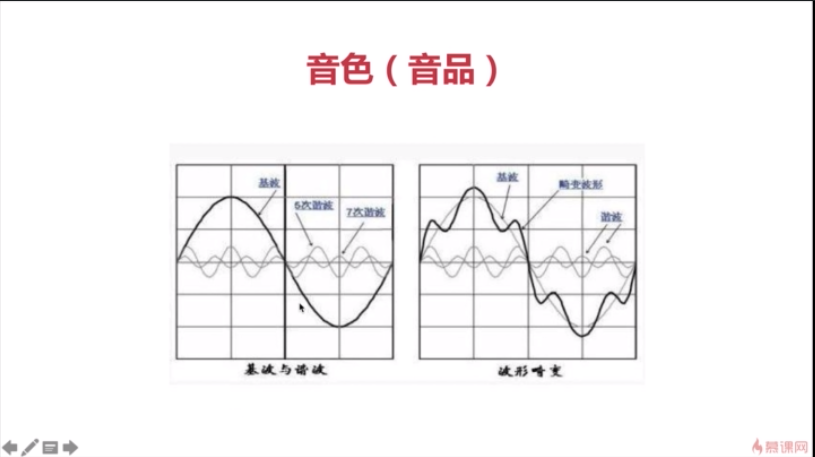 音色（音品）
基波
5次谐波
7次谐波
基波
畸变波形
谐波
基波与谐波
波形畸变
慕课网